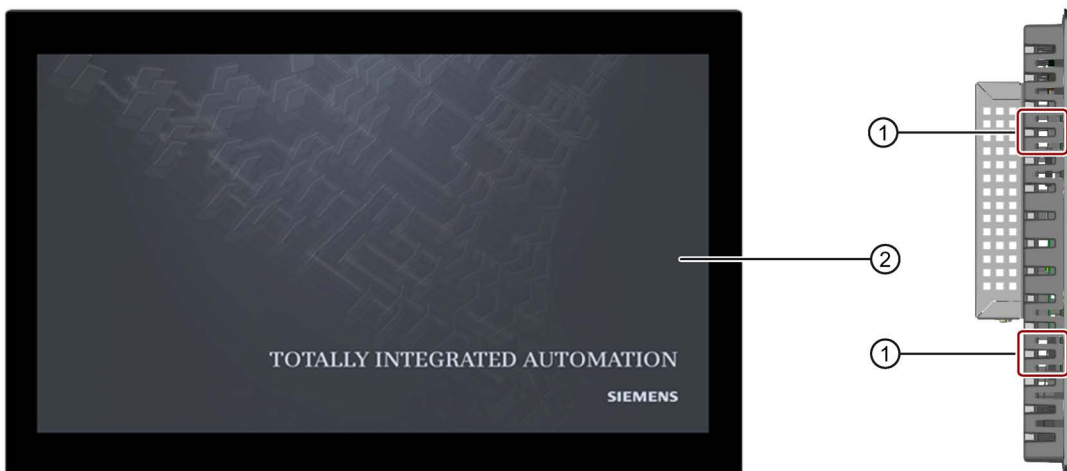 TOTALLY INTEGRATED AUTOMATION
SIEMENS
①
②
①